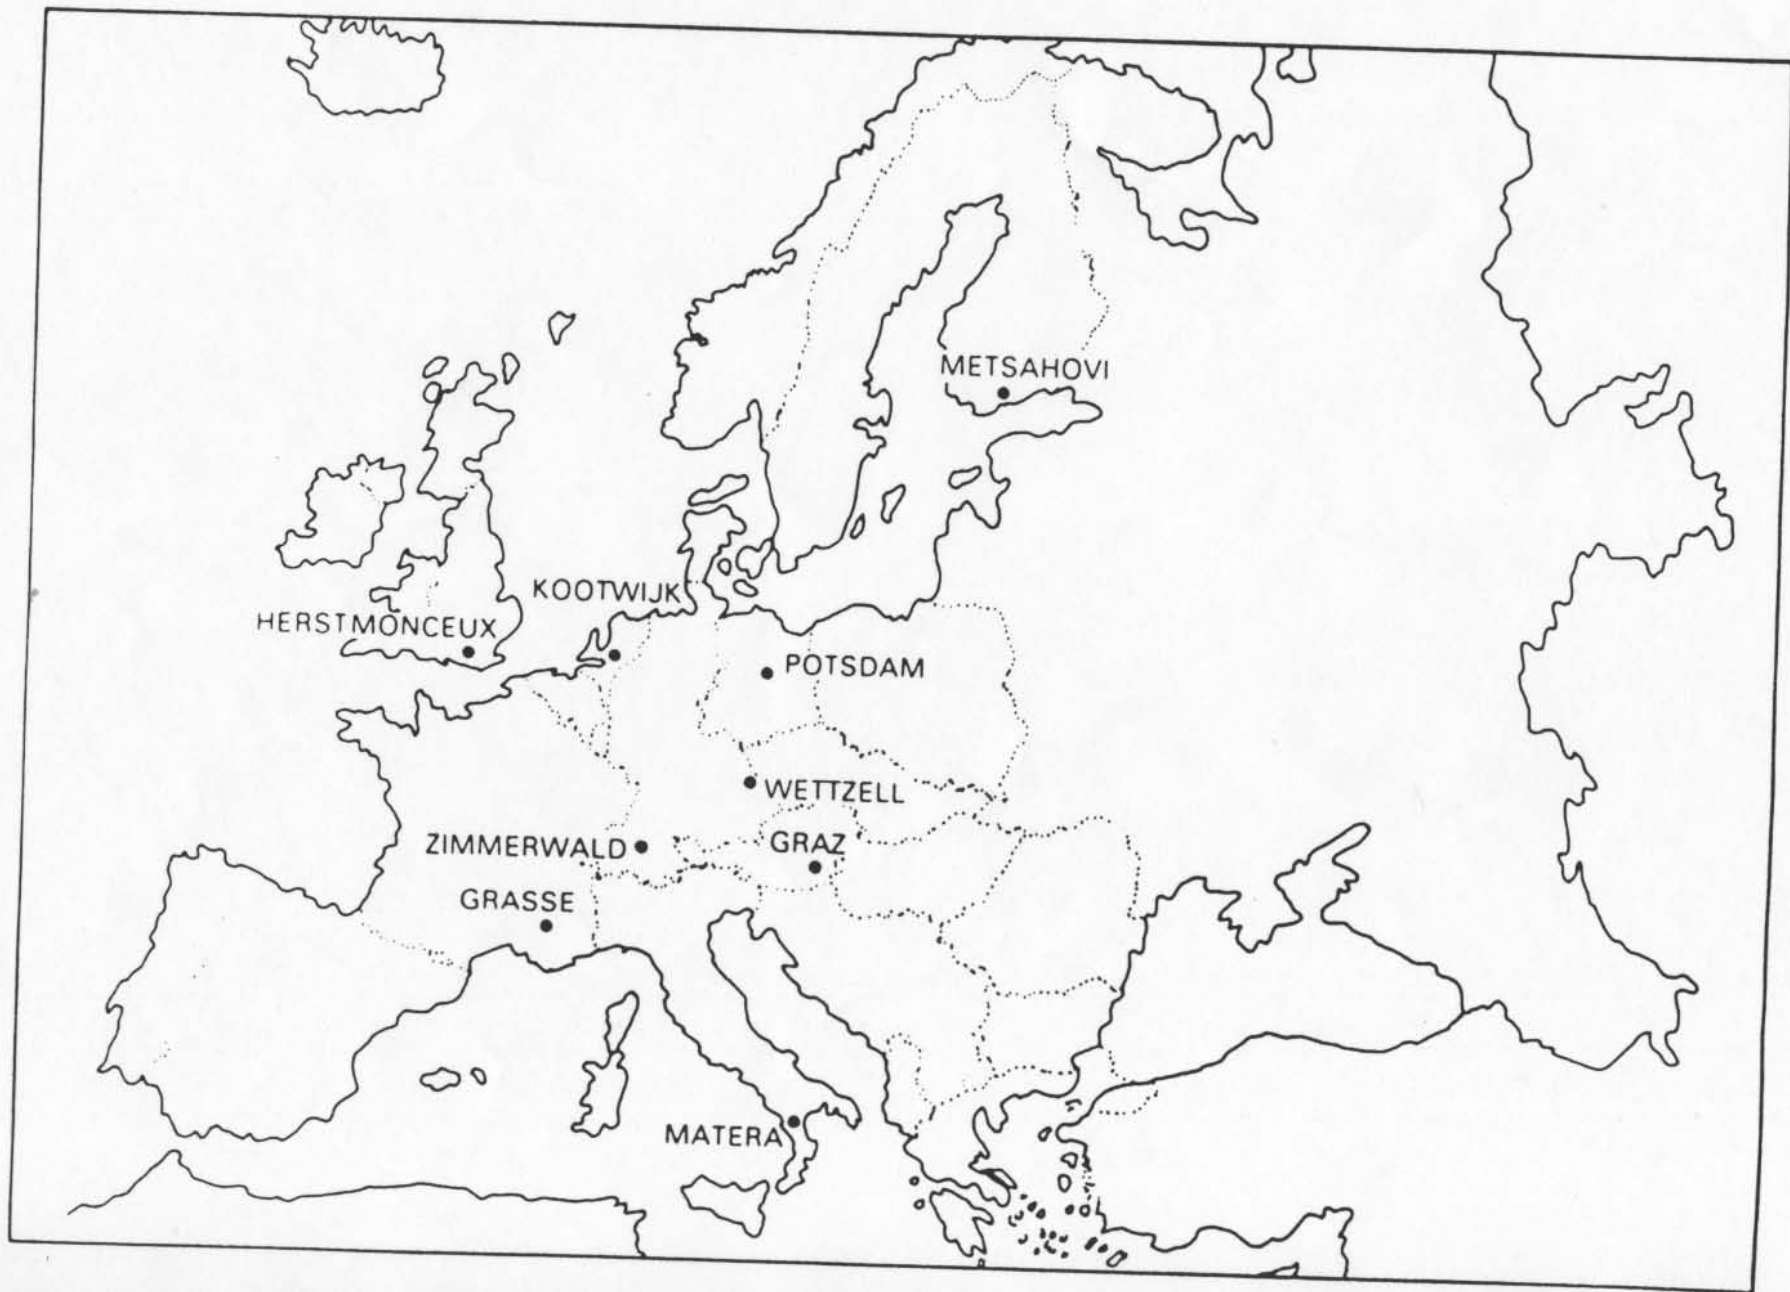 METSAHOVI
KOOTWIJK
HERSTMONCEUX
POTSDAM
WETTZELL
ZIMMERWALD
GRAZ
GRASSE
MATERA